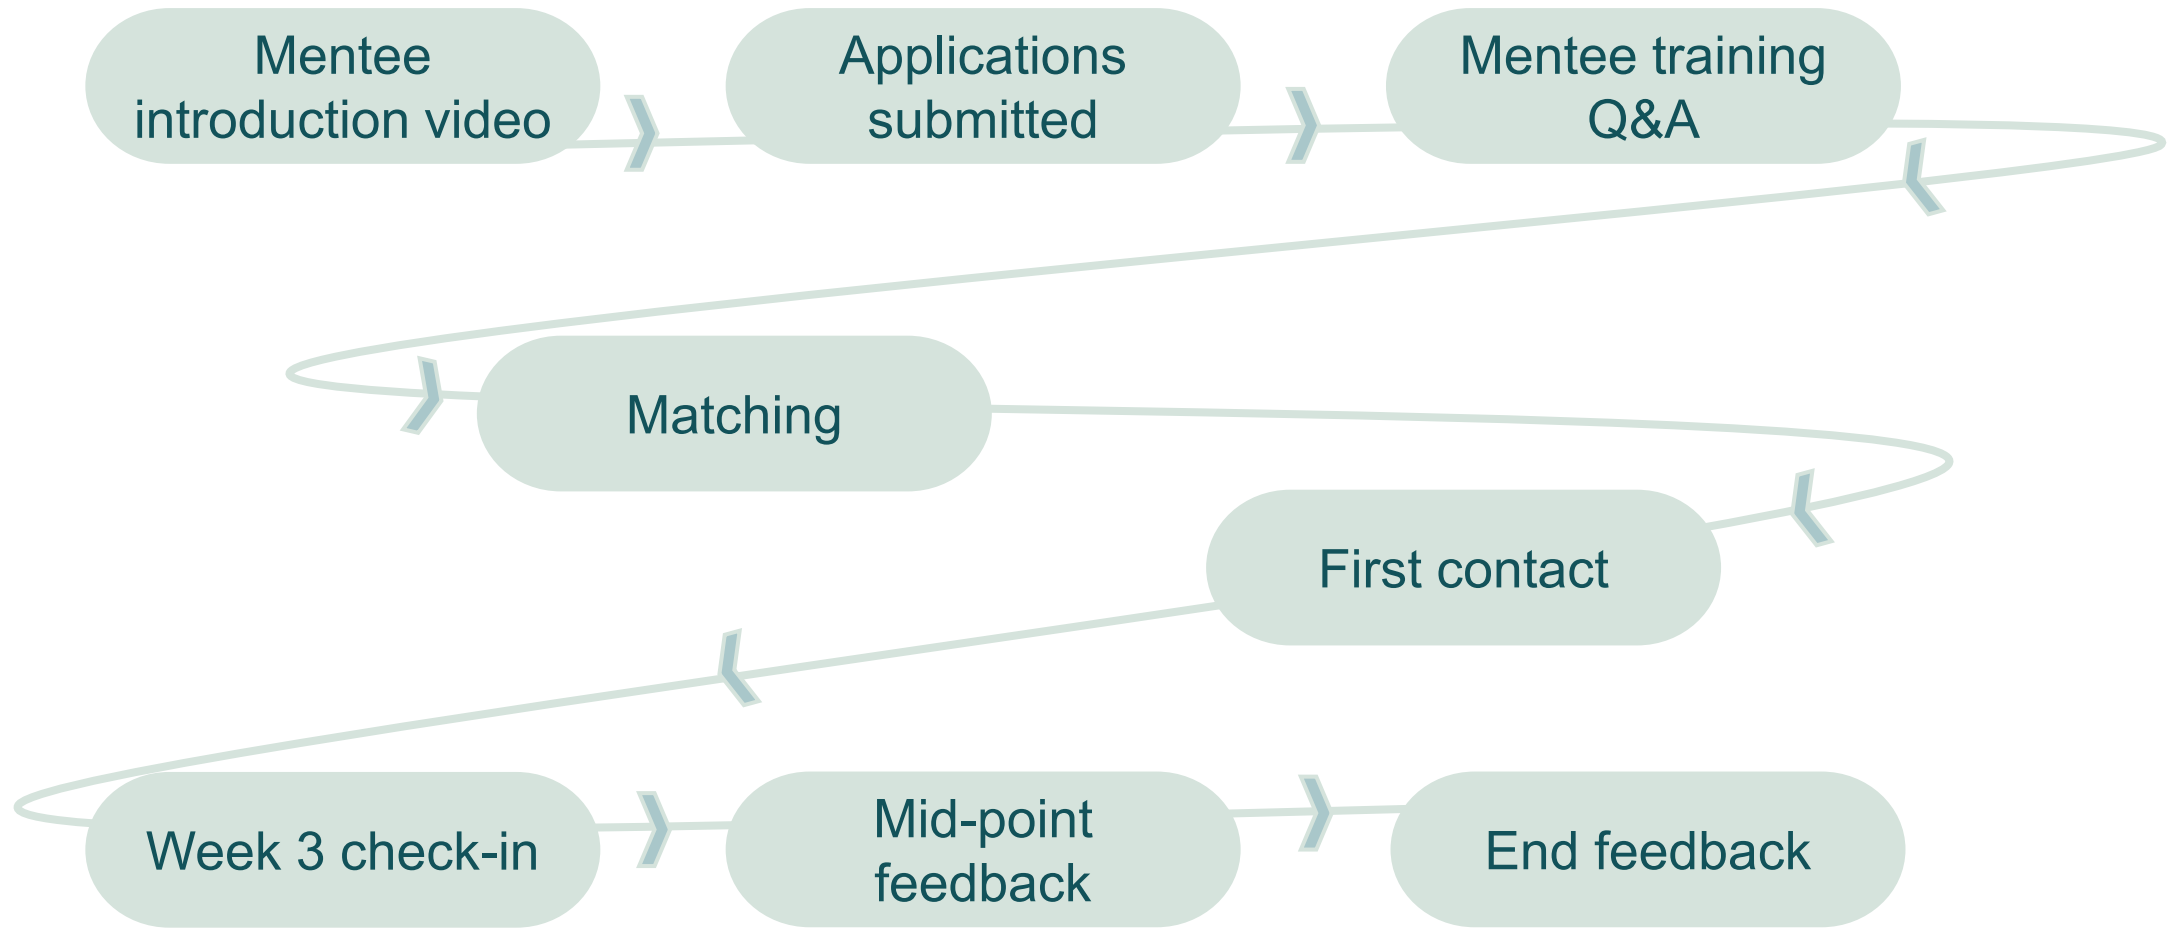 Mentee
introduction video
Applications
submitted
Mentee training
Q&A
Matching
First contact
Week 3 check-in
Mid-point
feedback
End feedback